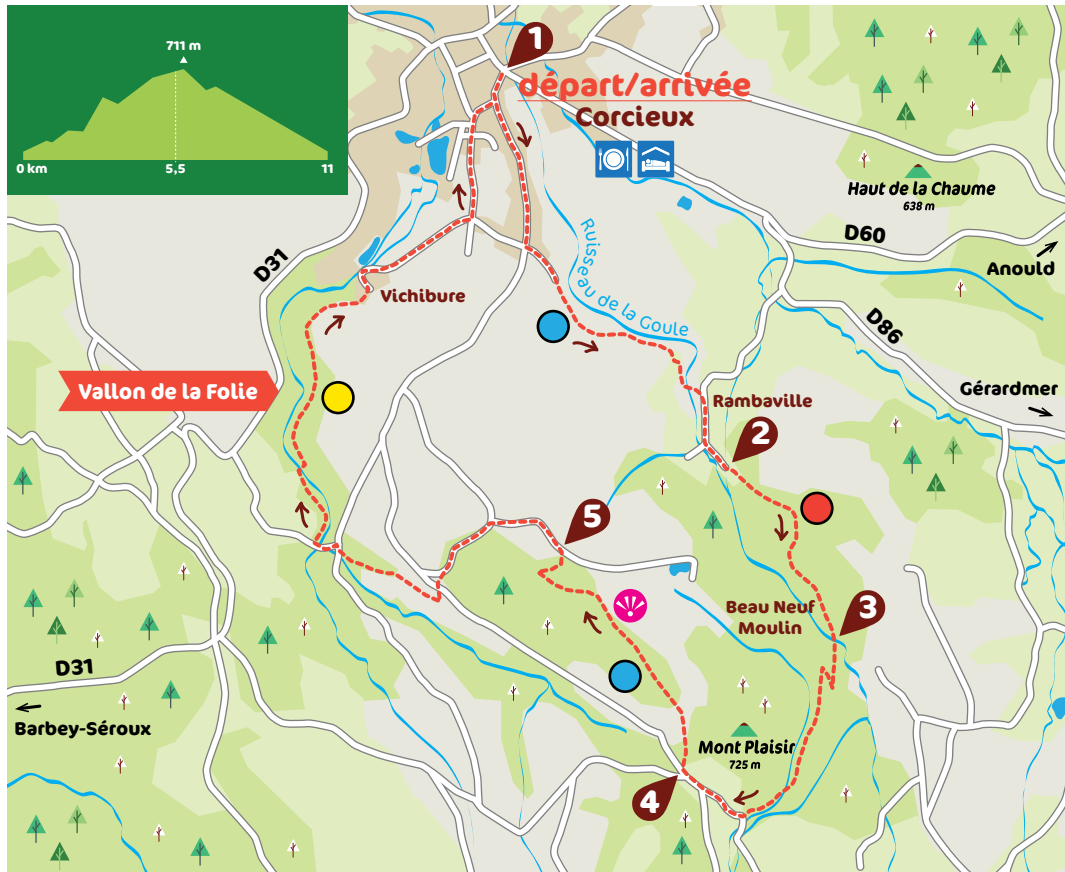 711 m
0 km
5,5
11
1
départ/arrivée
Corcieux
Haut de la Chaume
638 m
D60
Anould
D31
Ruisseau de la Goule
Vichibure
D86
Gérardmer
Vallon de la Folie
Rambaville
2
5
Beau Neuf
Moulin
3
D31
Barbey-Séroux
Mont Plaisir
725 m
4